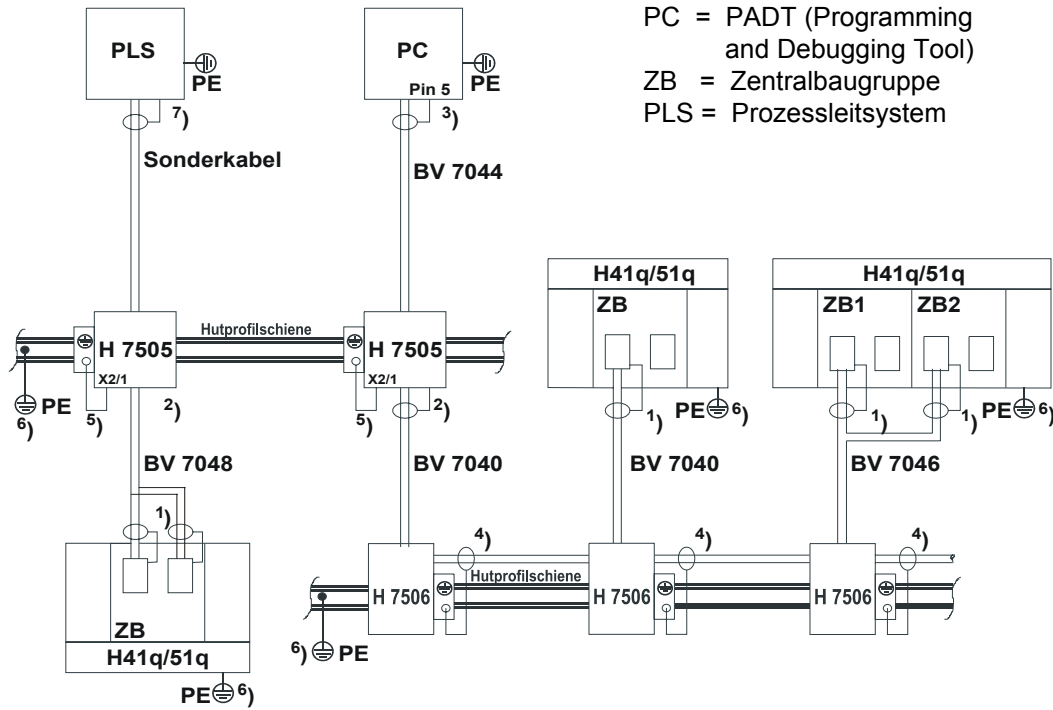 PC = PADT (Programming
and Debugging Tool)
ZB = Zentralbaugruppe
PLS = Prozessleitsystem
PLS
PE
7)
Sonderkabel
PC
Pin 5
PE
3)
BV 7044
H41q/51q
ZB
1)
PE 6)
H41q/51q
ZB1 ZB2
1) 1)
PE 6)
Hutprofilschiene
H 7505
X2/1
H 7505
X2/1
6) PE
5)
2)
5)
2)
BV 7048
BV 7040
BV 7040
BV 7046
1)
ZB
H41q/51q
PE 6)
4)
4)
4)
Hutprofilschiene
H 7506
H 7506
H 7506
6) PE